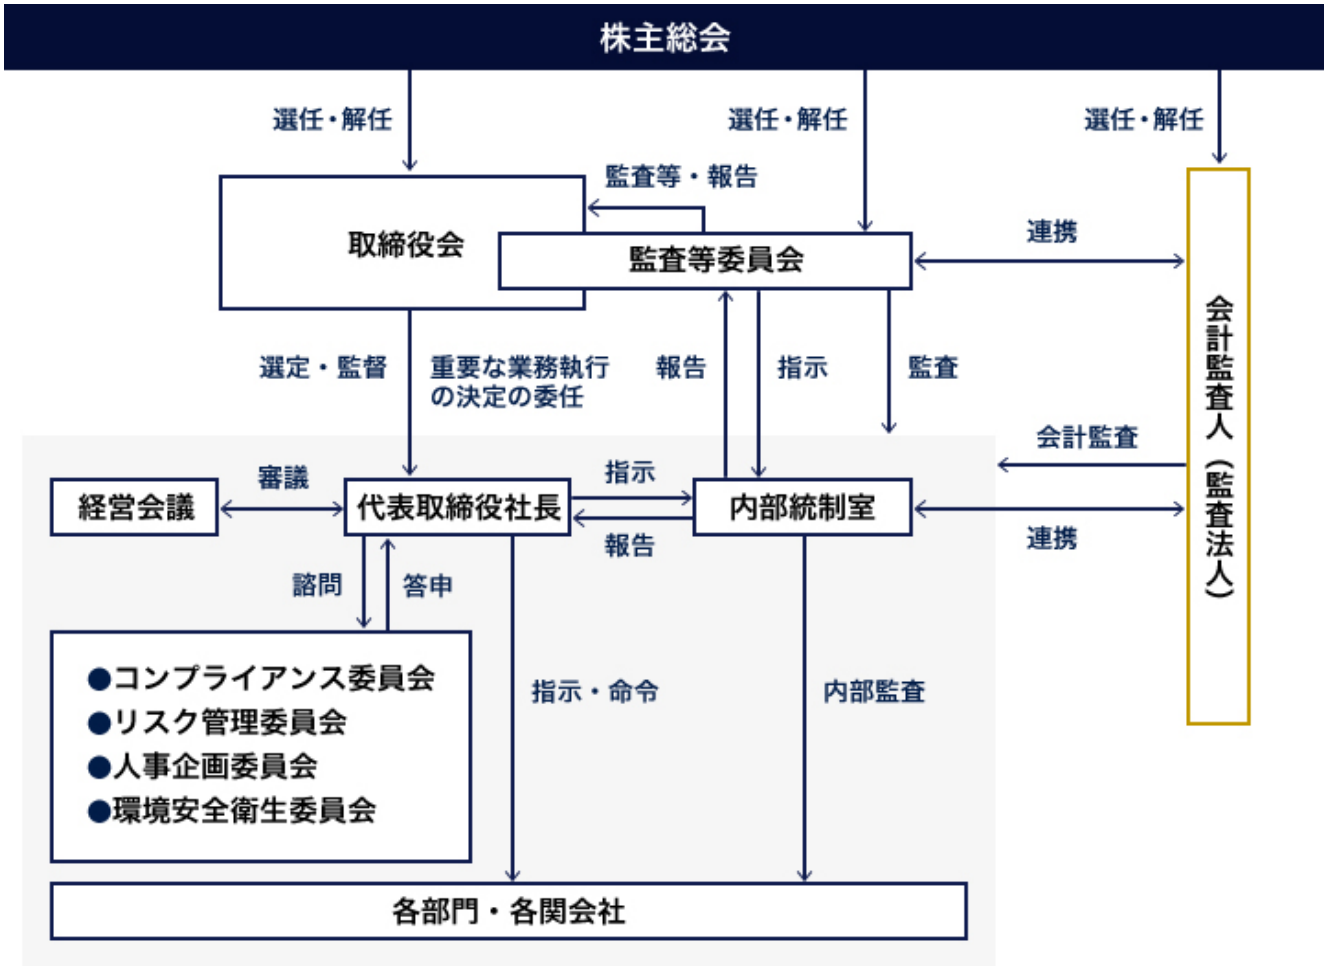 株主総会
選任・解任
選任・解任
選任・解任
監査等・報告
取締役会
監査等委員会
連携
会計監査人（監査法人）
選定・監督
重要な業務執行
の決定の委任
報告
指示
監査
会計監査
経営会議
審議
代表取締役社長
指示
報告
内部統制室
連携
諮問
答申
●コンプライアンス委員会
●リスク管理委員会
●人事企画委員会
●環境安全衛生委員会
指示・命令
内部監査
各部門・各関会社